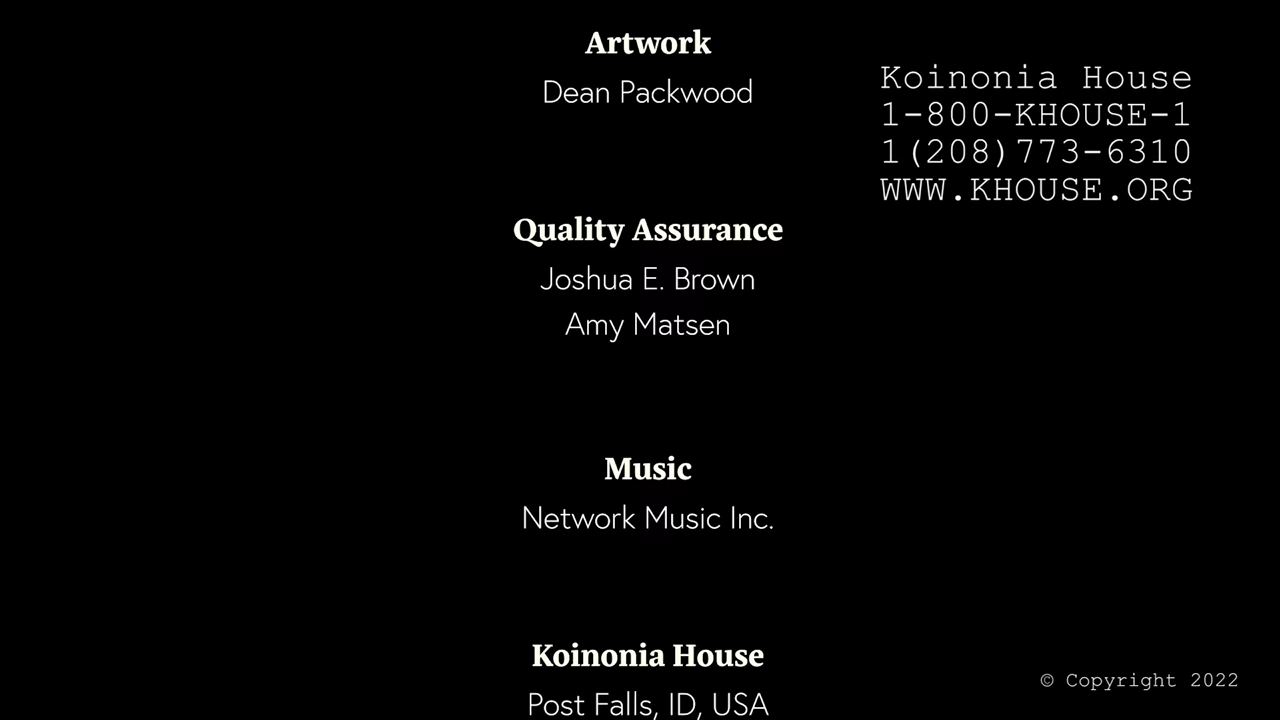 Artwork
Dean Packwood
Koinonia House
1-800-KHOUSE-1
1(208)773-6310
WWW.KHOUSE.ORG
Quality Assurance
Joshua E. Brown
Amy Matsen
Music
Network Music Inc.
Koinonia House
Post Falls, ID, USA
© Copyright 2022